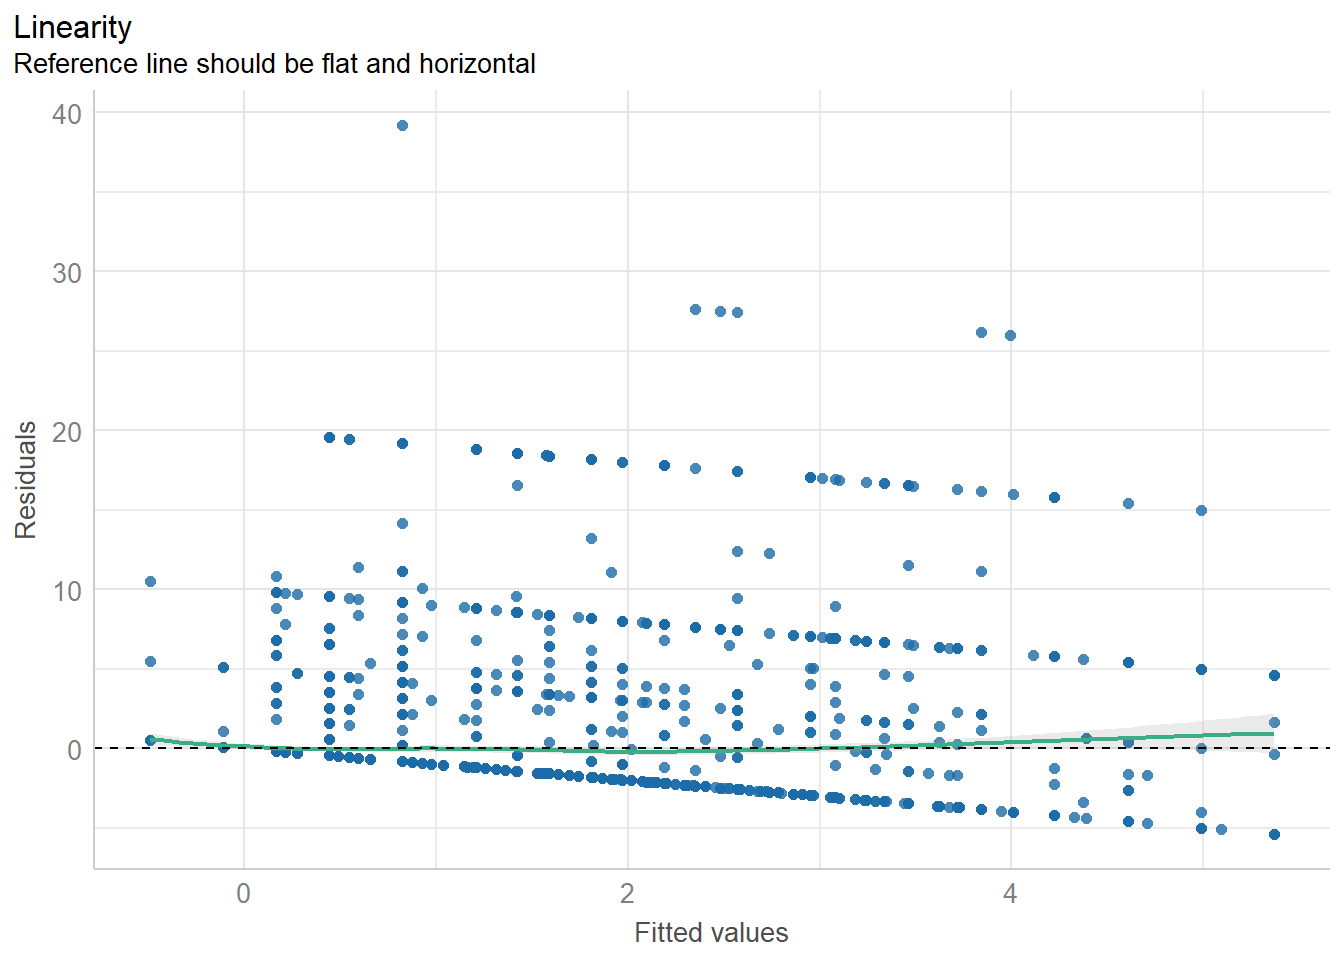 Linearity
Reference line should be flat and horizontal
40
30
20
10
0
Residuals
0
2
4
Fitted values